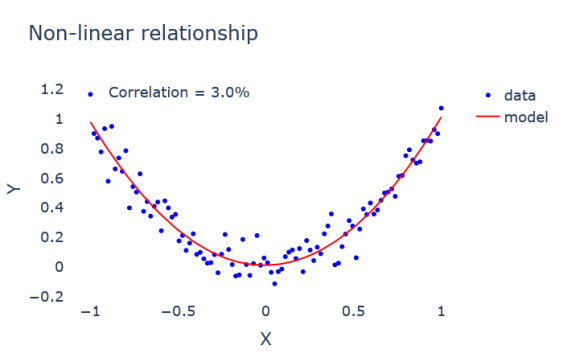 Non-linear relationship
Correlation = 3.0%
data
model
1.2
1
0.8
0.6
0.4
0.2
0
−0.2
Y
−1
−0.5
0
0.5
1
X